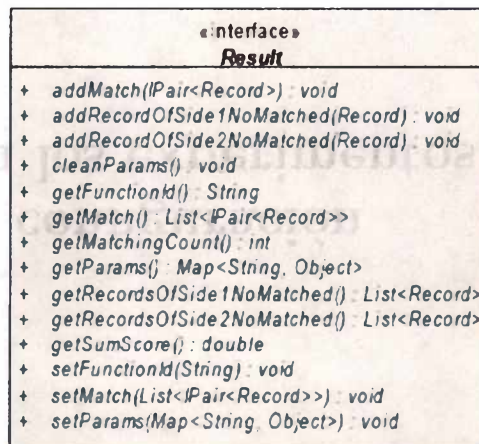 «interface»
Result
+ addMatch(IPair<Record>) : void
+ addRecordOfSide1NoMatched(Record) : void
+ addRecordOfSide2NoMatched(Record) : void
+ cleanParams() : void
+ getFunctionId() : String
+ getMatch() : List<IPair<Record>>
+ getMatchingCount() : int
+ getParams() : Map<String, Object>
+ getRecordsOfSide1NoMatched() : List<Record>
+ getRecordsOfSide2NoMatched() : List<Record>
+ getSumScore() : double
+ setFunctionId(String) : void
+ setMatch(List<IPair<Record>>) : void
+ setParams(Map<String, Object>) : void